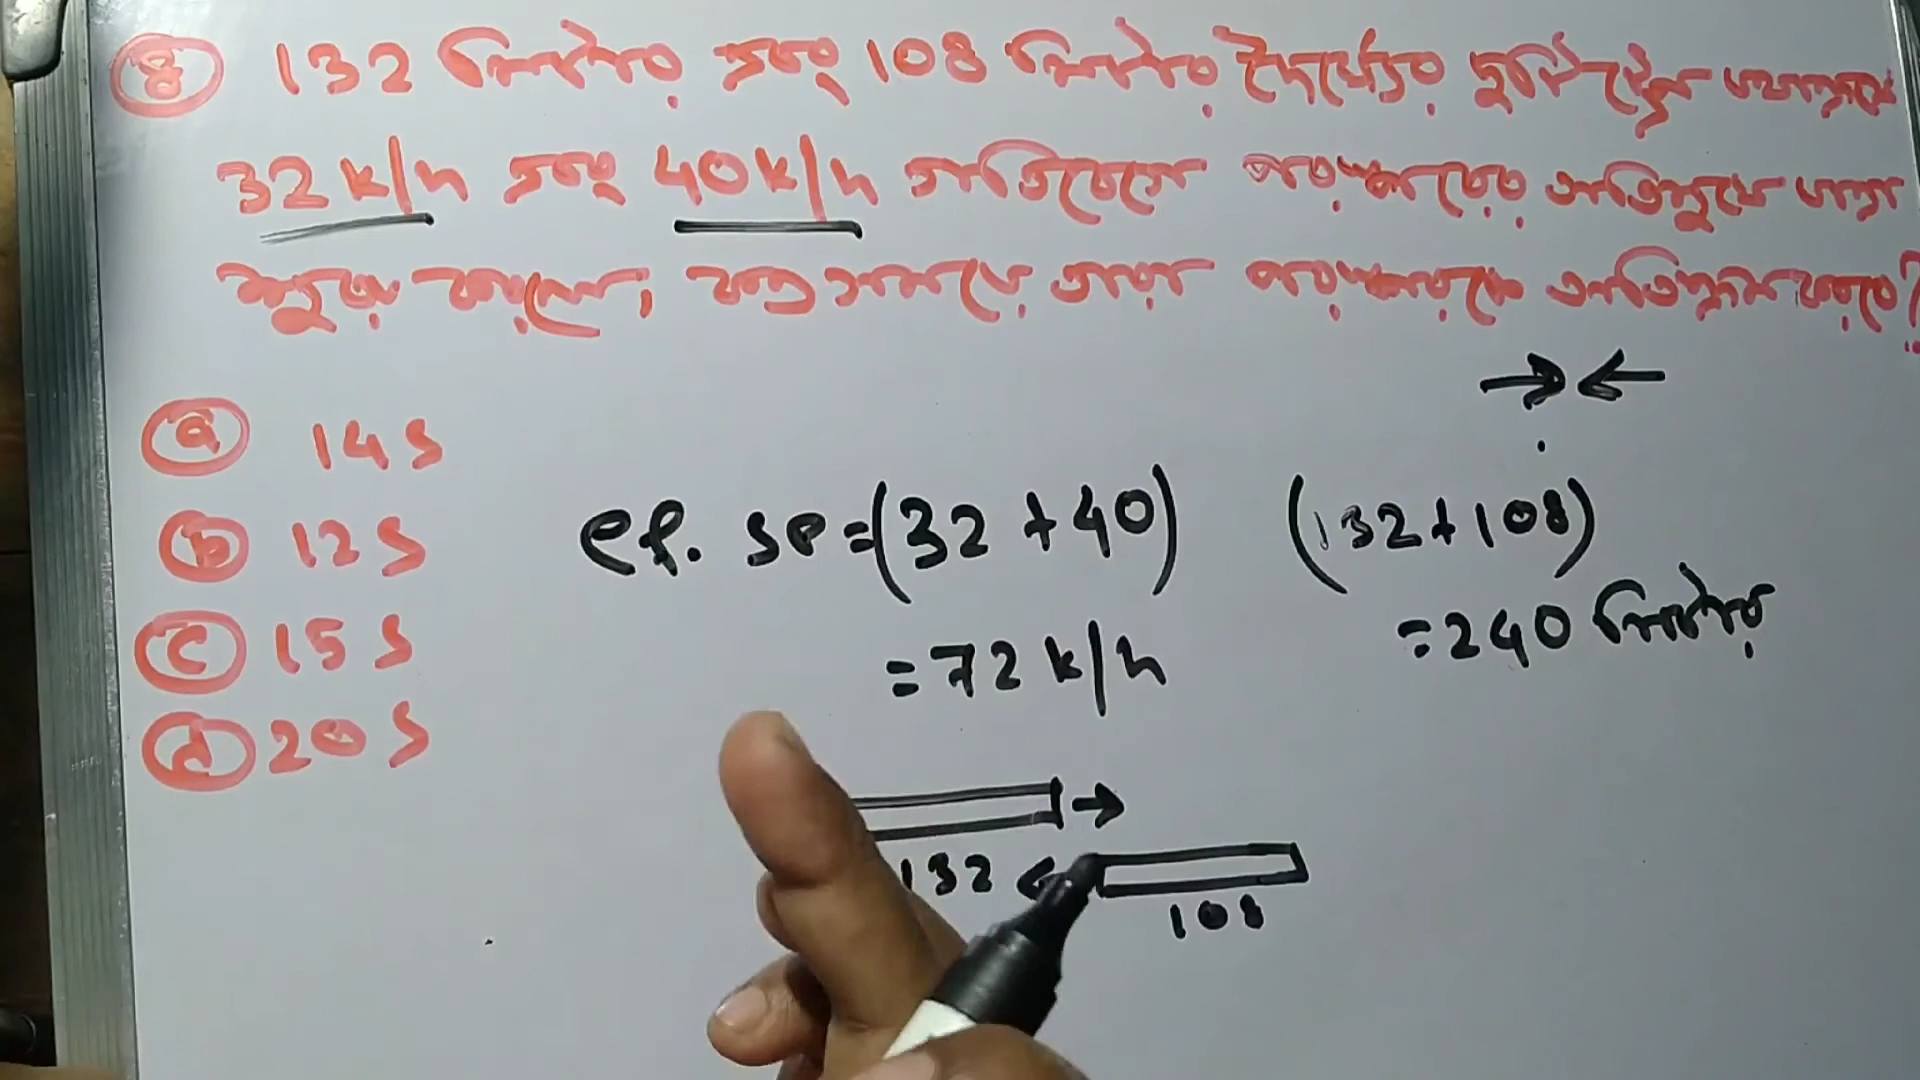 8 132 মিটার এবং 108 মিটার দৈর্ঘ্যের দুটি ট্রেন যথাক্রমে
32 k/h এবং 40 k/h গতিবেগে পরস্পরের অভিমুখে যাত্রা
শুরু করলো, কত সময়ে তারা পরস্পরকে অতিক্রম করবে?
a 14 S
b 12 S
c 15 S
d 20 S
ef. sp = (32 + 40)
= 72 k/h
(132 + 108)
= 240 মিটার
132
108